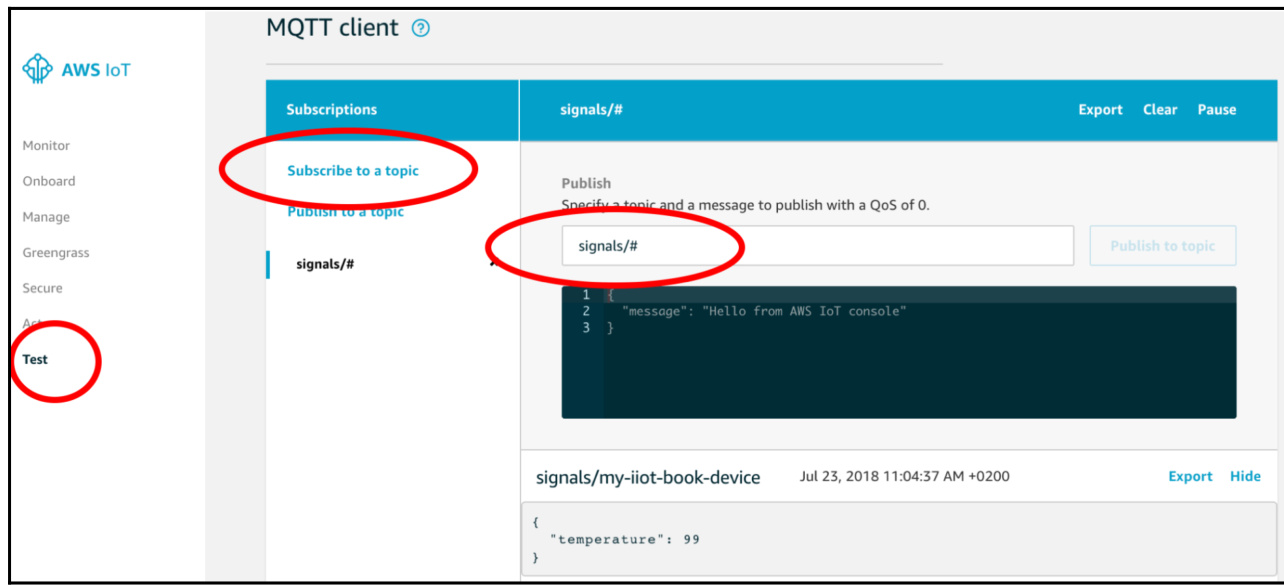 MQTT client ?
AWS IoT
Monitor
Onboard
Manage
Greengrass
Secure
Act
Test
Subscriptions
Subscribe to a topic
Publish to a topic
signals/#
signals/#
Export Clear Pause
Publish
Specify a topic and a message to publish with a QoS of 0.
signals/#
Publish to topic
1 {
2 "message": "Hello from AWS IoT console"
3 }
signals/my-iiot-book-device Jul 23, 2018 11:04:37 AM +0200 Export Hide
{
"temperature": 99
}